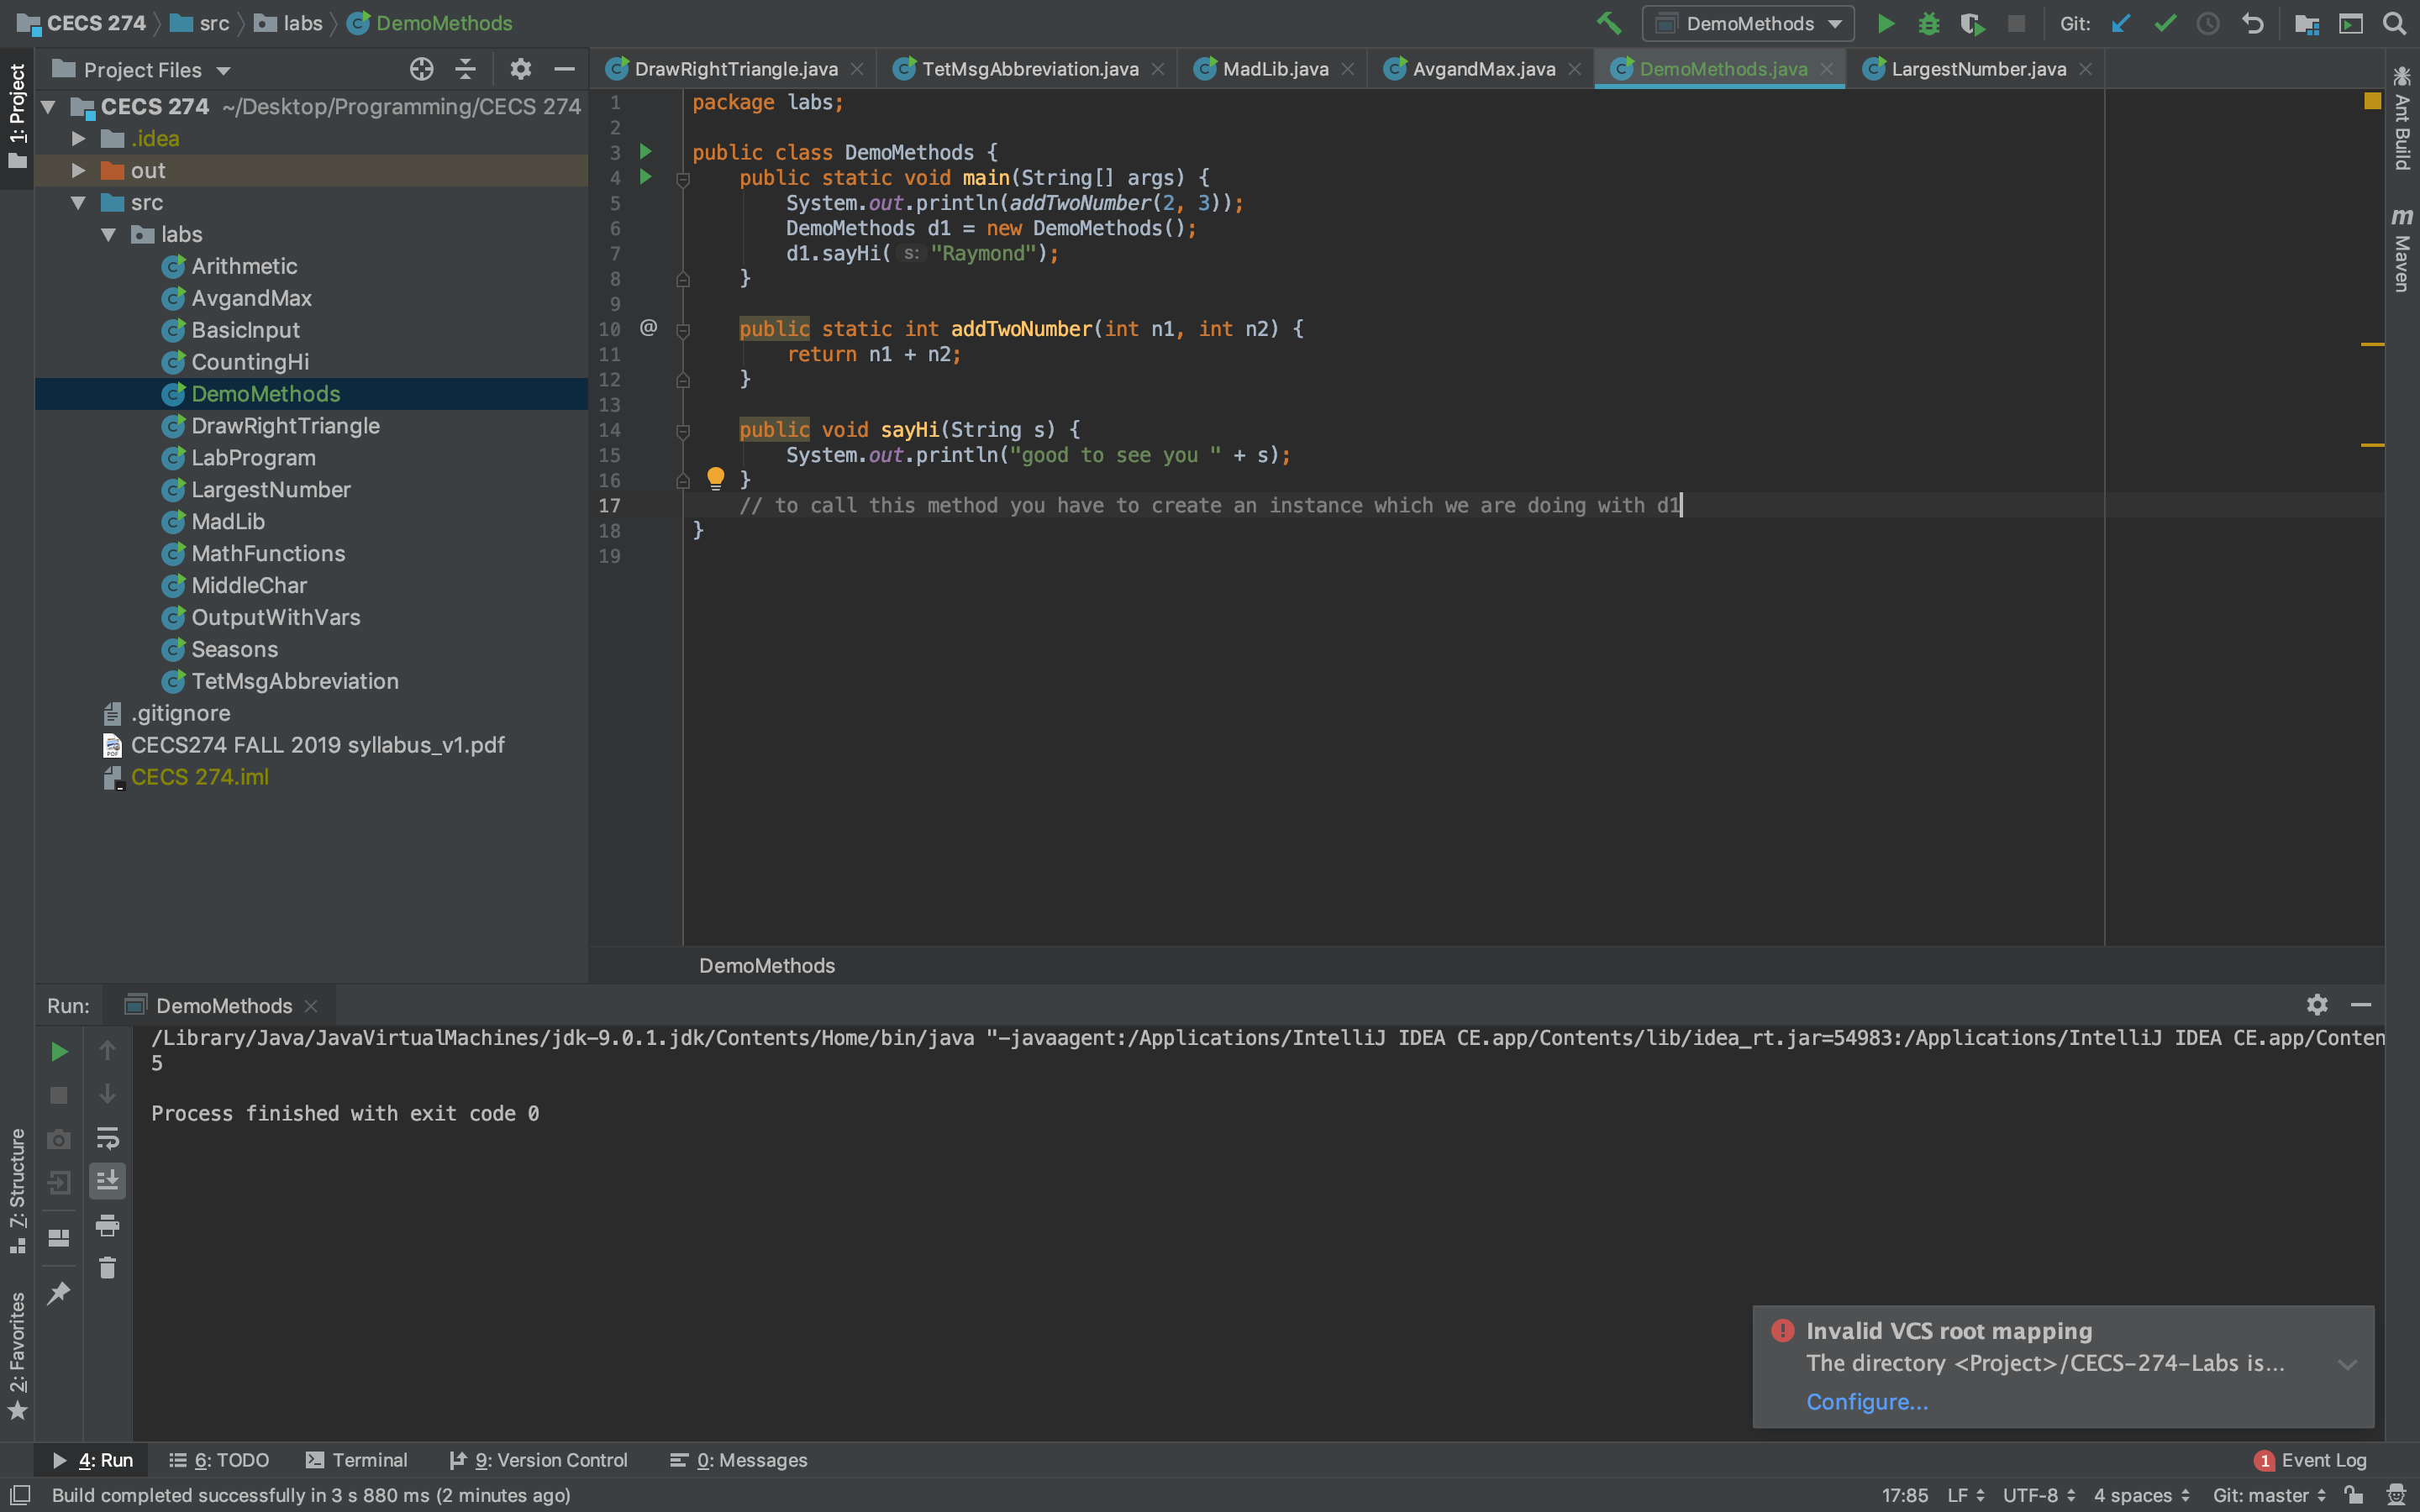 CECS 274 src labs DemoMethods
DemoMethods Git:
Project Files
DrawRightTriangle.java TetMsgAbbreviation.java MadLib.java AvgandMax.java DemoMethods.java LargestNumber.java
1: Project
CECS 274 ~/Desktop/Programming/CECS 274
.idea
out
src
labs
Arithmetic
AvgandMax
BasicInput
CountingHi
DemoMethods
DrawRightTriangle
LabProgram
LargestNumber
MadLib
MathFunctions
MiddleChar
OutputWithVars
Seasons
TetMsgAbbreviation
.gitignore
CECS274 FALL 2019 syllabus_v1.pdf
CECS 274.iml
1 package labs;
2
3 public class DemoMethods {
4 public static void main(String[] args) {
5 System.out.println(addTwoNumber(2, 3));
6 DemoMethods d1 = new DemoMethods();
7 d1.sayHi( s: "Raymond");
8 }
9
10 @ public static int addTwoNumber(int n1, int n2) {
11 return n1 + n2;
12 }
13
14 public void sayHi(String s) {
15 System.out.println("good to see you " + s);
16 }
17 // to call this method you have to create an instance which we are doing with d1
18 }
19
DemoMethods
Ant Build
m Maven
Run: DemoMethods
/Library/Java/JavaVirtualMachines/jdk-9.0.1.jdk/Contents/Home/bin/java "-javaagent:/Applications/IntelliJ IDEA CE.app/Contents/lib/idea_rt.jar=54983:/Applications/IntelliJ IDEA CE.app/Conten
5
Process finished with exit code 0
7: Structure
2: Favorites
Invalid VCS root mapping
The directory <Project>/CECS-274-Labs is...
Configure...
4: Run 6: TODO Terminal 9: Version Control 0: Messages 1 Event Log
Build completed successfully in 3 s 880 ms (2 minutes ago) 17:85 LF UTF-8 4 spaces Git: master